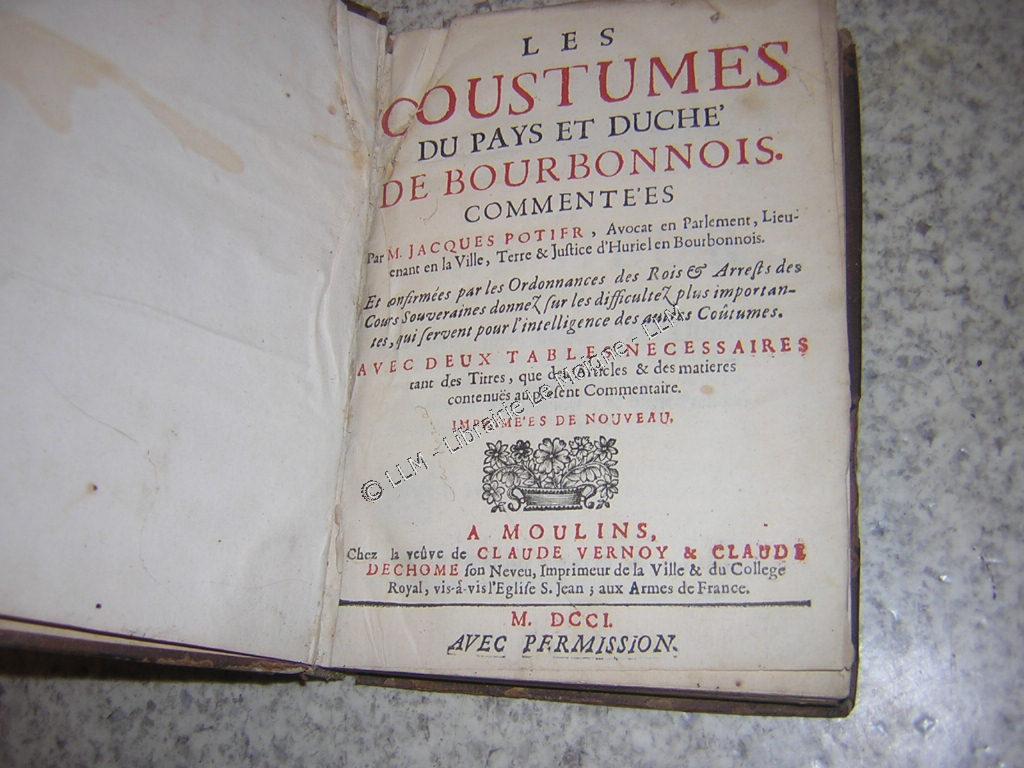 LES
COUSTUMES
DU PAYS ET DUCHE'
DE BOURBONNOIS.
COMMENTE'ES
Par M. JACQUES POTIER, Avocat en Parlement, Lieu-
enant en la Ville, Terre & Juſtice d'Huriel en Bourbonnois.
Et onfirmées par les Ordonnances des Rois & Arreſts des
Cours Souveraines donnez ſur les difficultez plus importan-
tes, qui ſervent pour l'intelligence des autres Coûtumes.
AVEC DEUX TABLES NECESSAIRES
tant des Titres, que des Articles & des matieres
contenuës au present Commentaire.
IMPRIME'ES DE NOUVEAU.
© LLM - Librairie Le Moigne - LLM
A MOULINS,
Chez la veûve de CLAUDE VERNOY & CLAUDE
DECHOME ſon Neveu, Imprimeur de la Ville & du College
Royal, vis-à-vis l'Egliſe S. Jean ; aux Armes de France.
M. DCCI.
AVEC PERMISSION.